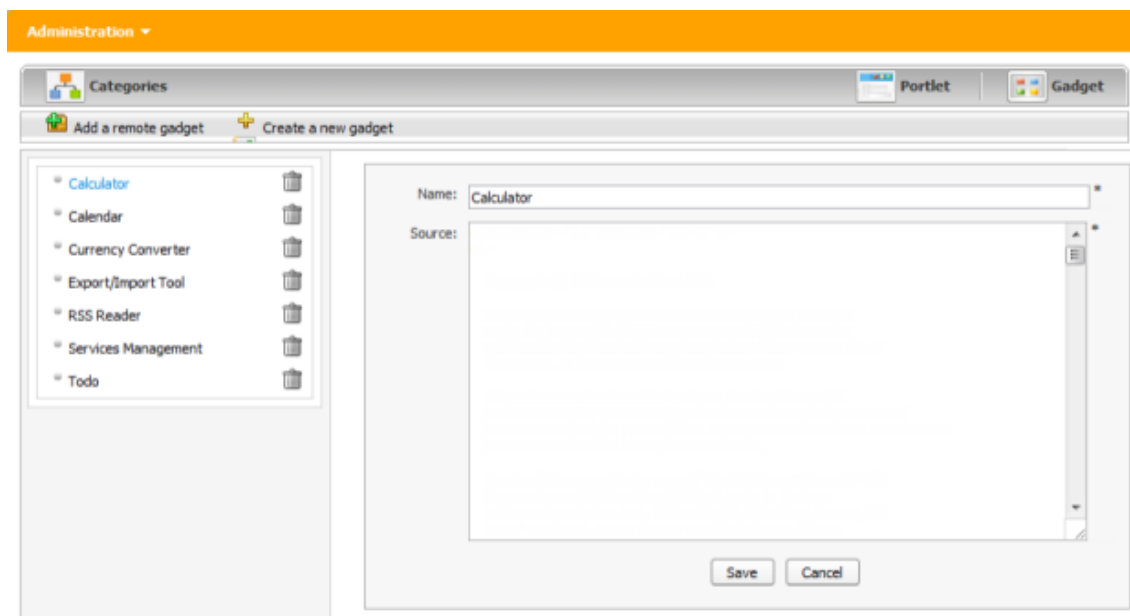 Administration
Categories Portlet Gadget
Add a remote gadget Create a new gadget
Calculator
Calendar
Currency Converter
Export/Import Tool
RSS Reader
Services Management
Todo
Name: Calculator *
Source: *
Save Cancel